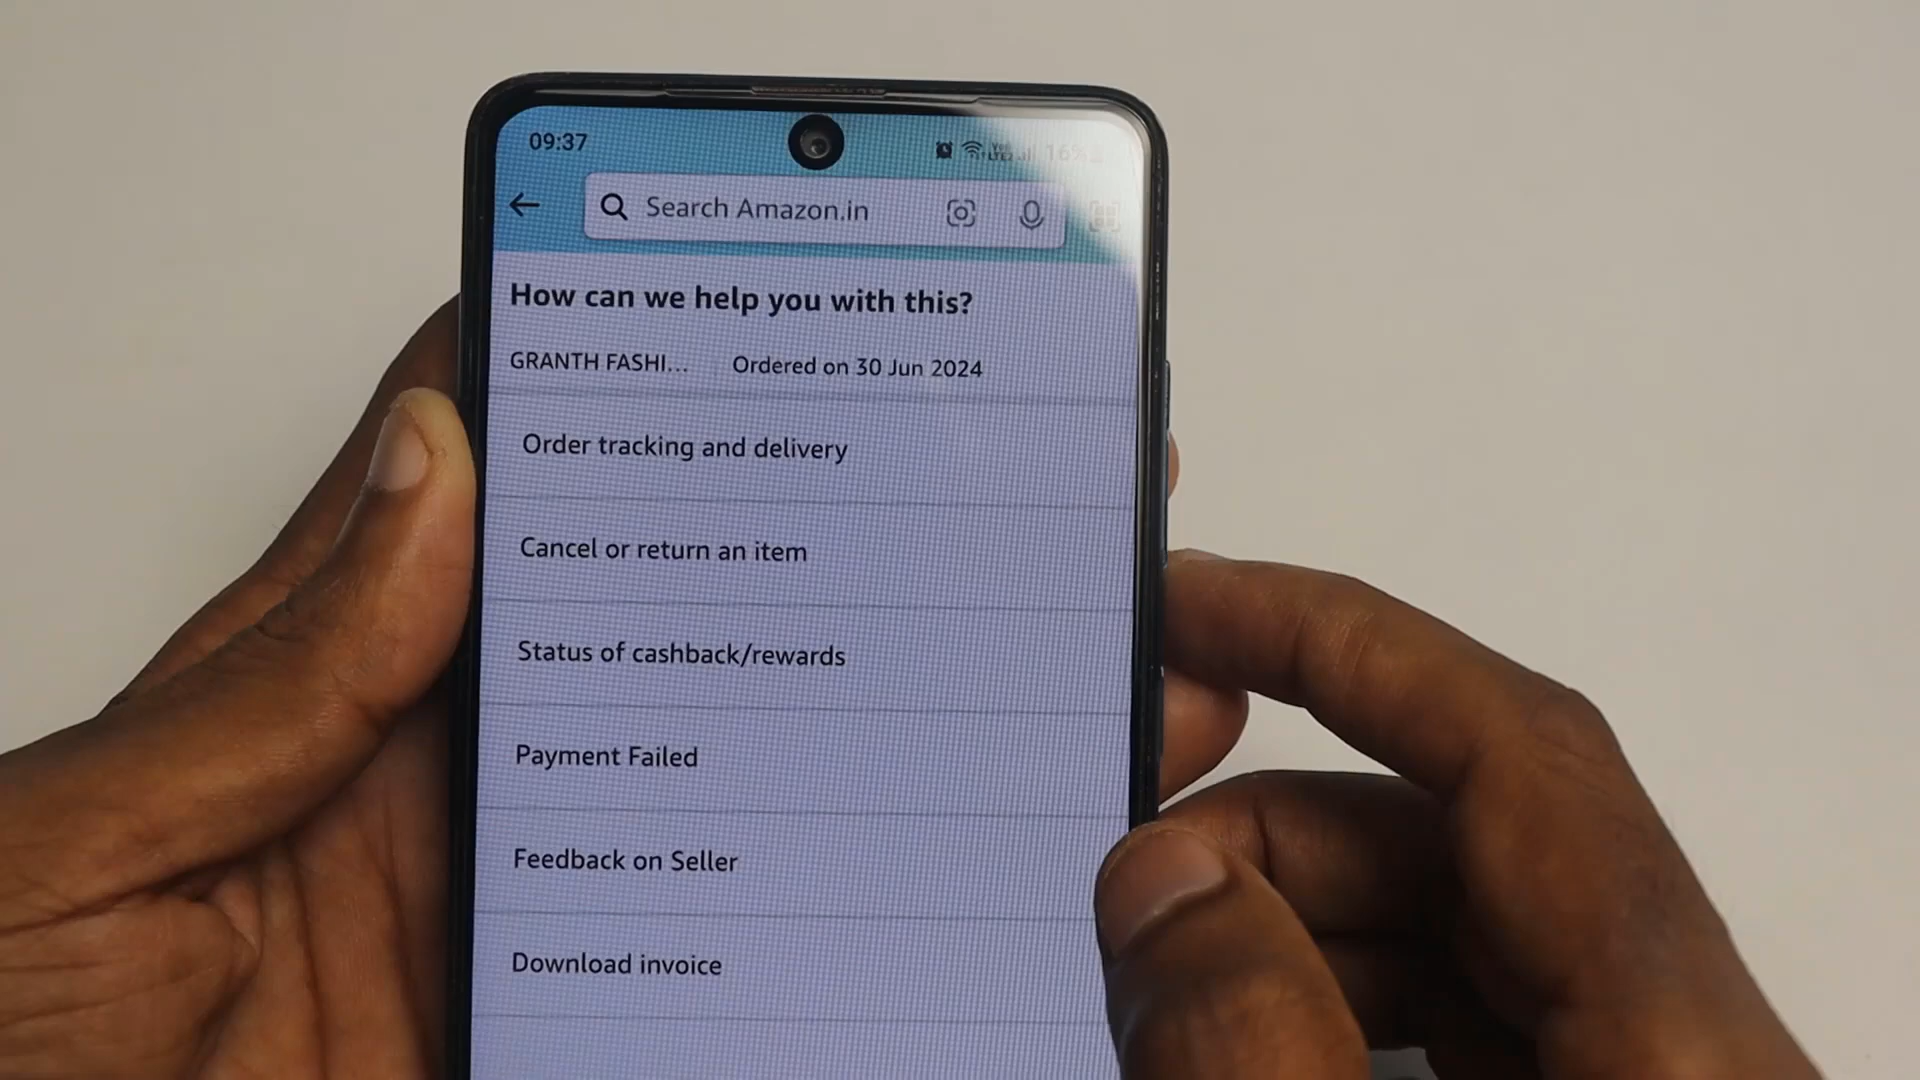 09:37
16%
Search Amazon.in
How can we help you with this?
GRANTH FASHI... Ordered on 30 Jun 2024
Order tracking and delivery
Cancel or return an item
Status of cashback/rewards
Payment Failed
Feedback on Seller
Download invoice